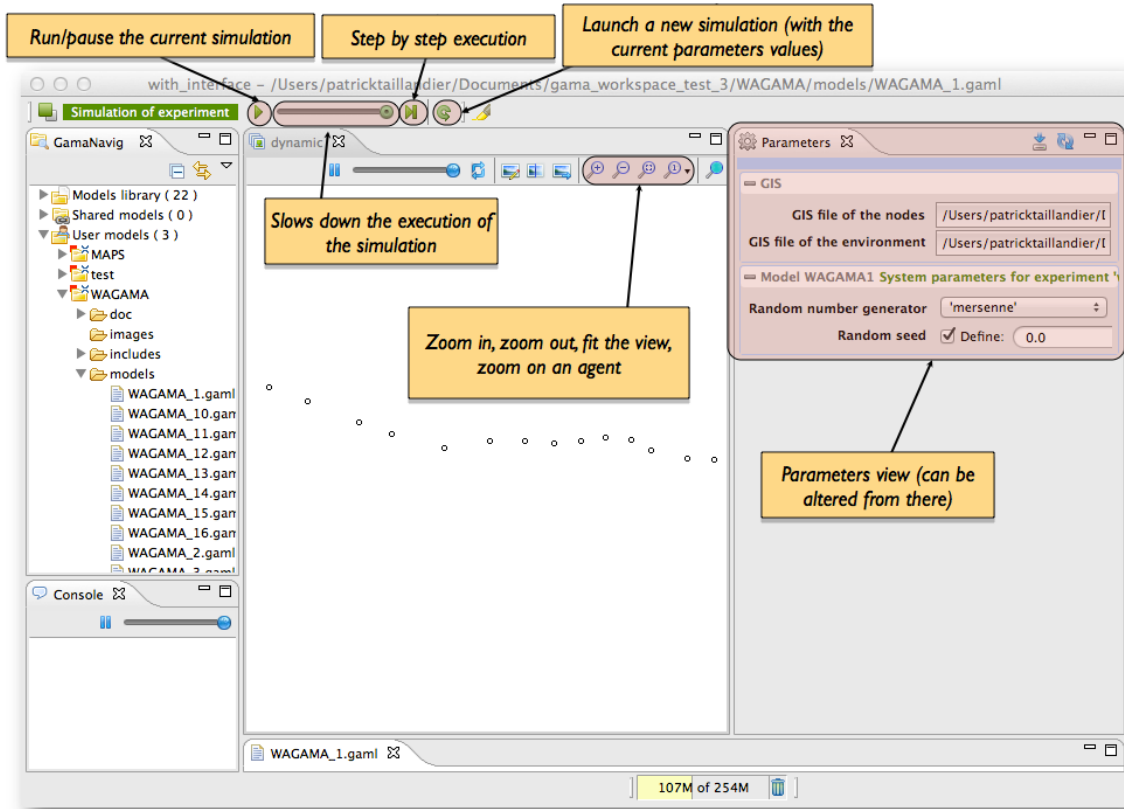 Run/pause the current simulation
Step by step execution
Launch a new simulation (with the
current parameters values)
with_interface – /Users/patricktaillandier/Documents/gama_workspace_test_3/WAGAMA/models/WAGAMA_1.gaml
Simulation of experiment
GamaNavig
Models library ( 22 )
Shared models ( 0 )
User models ( 3 )
MAPS
test
WAGAMA
doc
images
includes
models
WAGAMA_1.gaml
WAGAMA_10.gam
WAGAMA_11.gam
WAGAMA_12.gam
WAGAMA_13.gam
WAGAMA_14.gam
WAGAMA_15.gam
WAGAMA_16.gam
WAGAMA_2.gaml
WAGAMA_3.gaml
Console
dynamic
Slows down the execution of
the simulation
Zoom in, zoom out, fit the view,
zoom on an agent
Parameters
GIS
GIS file of the nodes /Users/patricktaillandier/
GIS file of the environment /Users/patricktaillandier/
Model WAGAMA1 System parameters for experiment
Random number generator 'mersenne'
Random seed Define: 0.0
Parameters view (can be
altered from there)
WAGAMA_1.gaml
107M of 254M